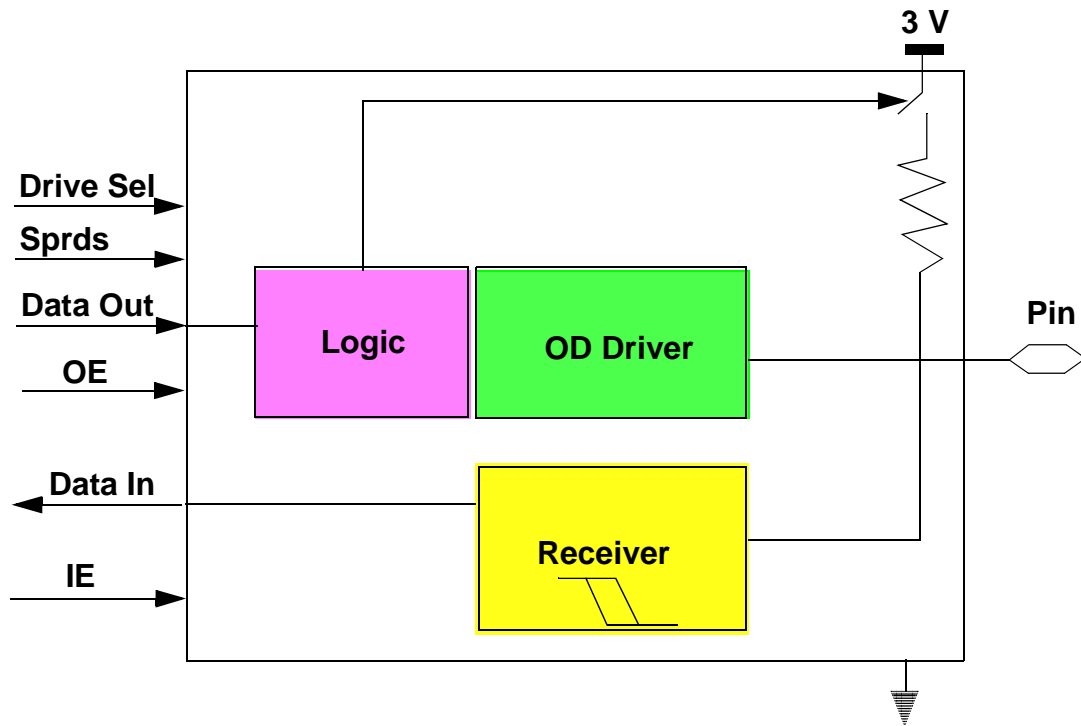 3 V
Drive Sel
Sprds
Data Out
OE
Data In
IE
Logic
OD Driver
Receiver
Pin